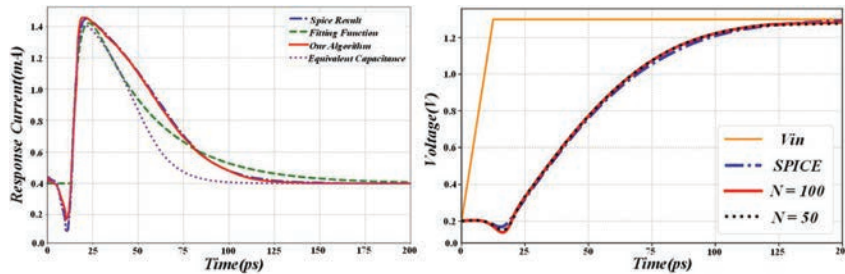 Response Current(mA)
1.4
1.2
1.0
0.8
0.6
0.4
0.2
0.0
0
25
50
75
100
125
150
175
200
Time(ps)
Spice Result
Fitting Function
Our Algorithm
Equivalent Capacitance
Voltage(V)
1.2
1.0
0.8
0.6
0.4
0.2
0.0
0
25
50
75
100
125
150
Time(ps)
Vin
SPICE
N = 100
N = 50